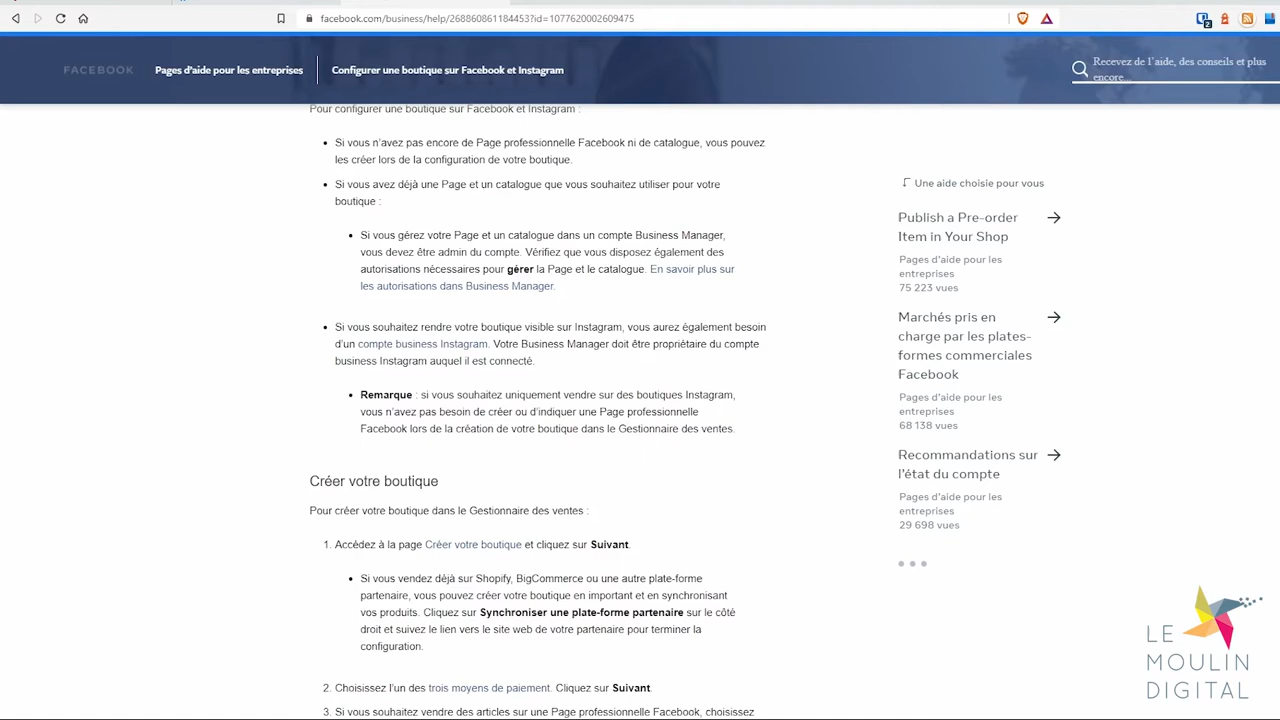 facebook.com/business/help/268860861184453?id=1077620002609475
2
FACEBOOK
Pages d'aide pour les entreprises
Configurer une boutique sur Facebook et Instagram
Recevez de l'aide, des conseils et plus
encore...
Pour configurer une boutique sur Facebook et Instagram :
• Si vous n'avez pas encore de Page professionnelle Facebook ni de catalogue, vous pouvez
les créer lors de la configuration de votre boutique.
• Si vous avez déjà une Page et un catalogue que vous souhaitez utiliser pour votre
boutique :
• Si vous gérez votre Page et un catalogue dans un compte Business Manager,
vous devez être admin du compte. Vérifiez que vous disposez également des
autorisations nécessaires pour gérer la Page et le catalogue. En savoir plus sur
les autorisations dans Business Manager.
• Si vous souhaitez rendre votre boutique visible sur Instagram, vous aurez également besoin
d'un compte business Instagram. Votre Business Manager doit être propriétaire du compte
business Instagram auquel il est connecté.
• Remarque : si vous souhaitez uniquement vendre sur des boutiques Instagram,
vous n'avez pas besoin de créer ou d'indiquer une Page professionnelle
Facebook lors de la création de votre boutique dans le Gestionnaire des ventes.
Créer votre boutique
Pour créer votre boutique dans le Gestionnaire des ventes :
1. Accédez à la page Créer votre boutique et cliquez sur Suivant.
• Si vous vendez déjà sur Shopify, BigCommerce ou une autre plate-forme
partenaire, vous pouvez créer votre boutique en important et en synchronisant
vos produits. Cliquez sur Synchroniser une plate-forme partenaire sur le côté
droit et suivez le lien vers le site web de votre partenaire pour terminer la
configuration.
2. Choisissez l'un des trois moyens de paiement. Cliquez sur Suivant.
3. Si vous souhaitez vendre des articles sur une Page professionnelle Facebook, choisissez
Une aide choisie pour vous
Publish a Pre-order
Item in Your Shop
Pages d'aide pour les
entreprises
75 223 vues
Marchés pris en
charge par les plates-
formes commerciales
Facebook
Pages d'aide pour les
entreprises
68 138 vues
Recommandations sur
l'état du compte
Pages d'aide pour les
entreprises
29 698 vues
LE
MOULIN
DIGITAL